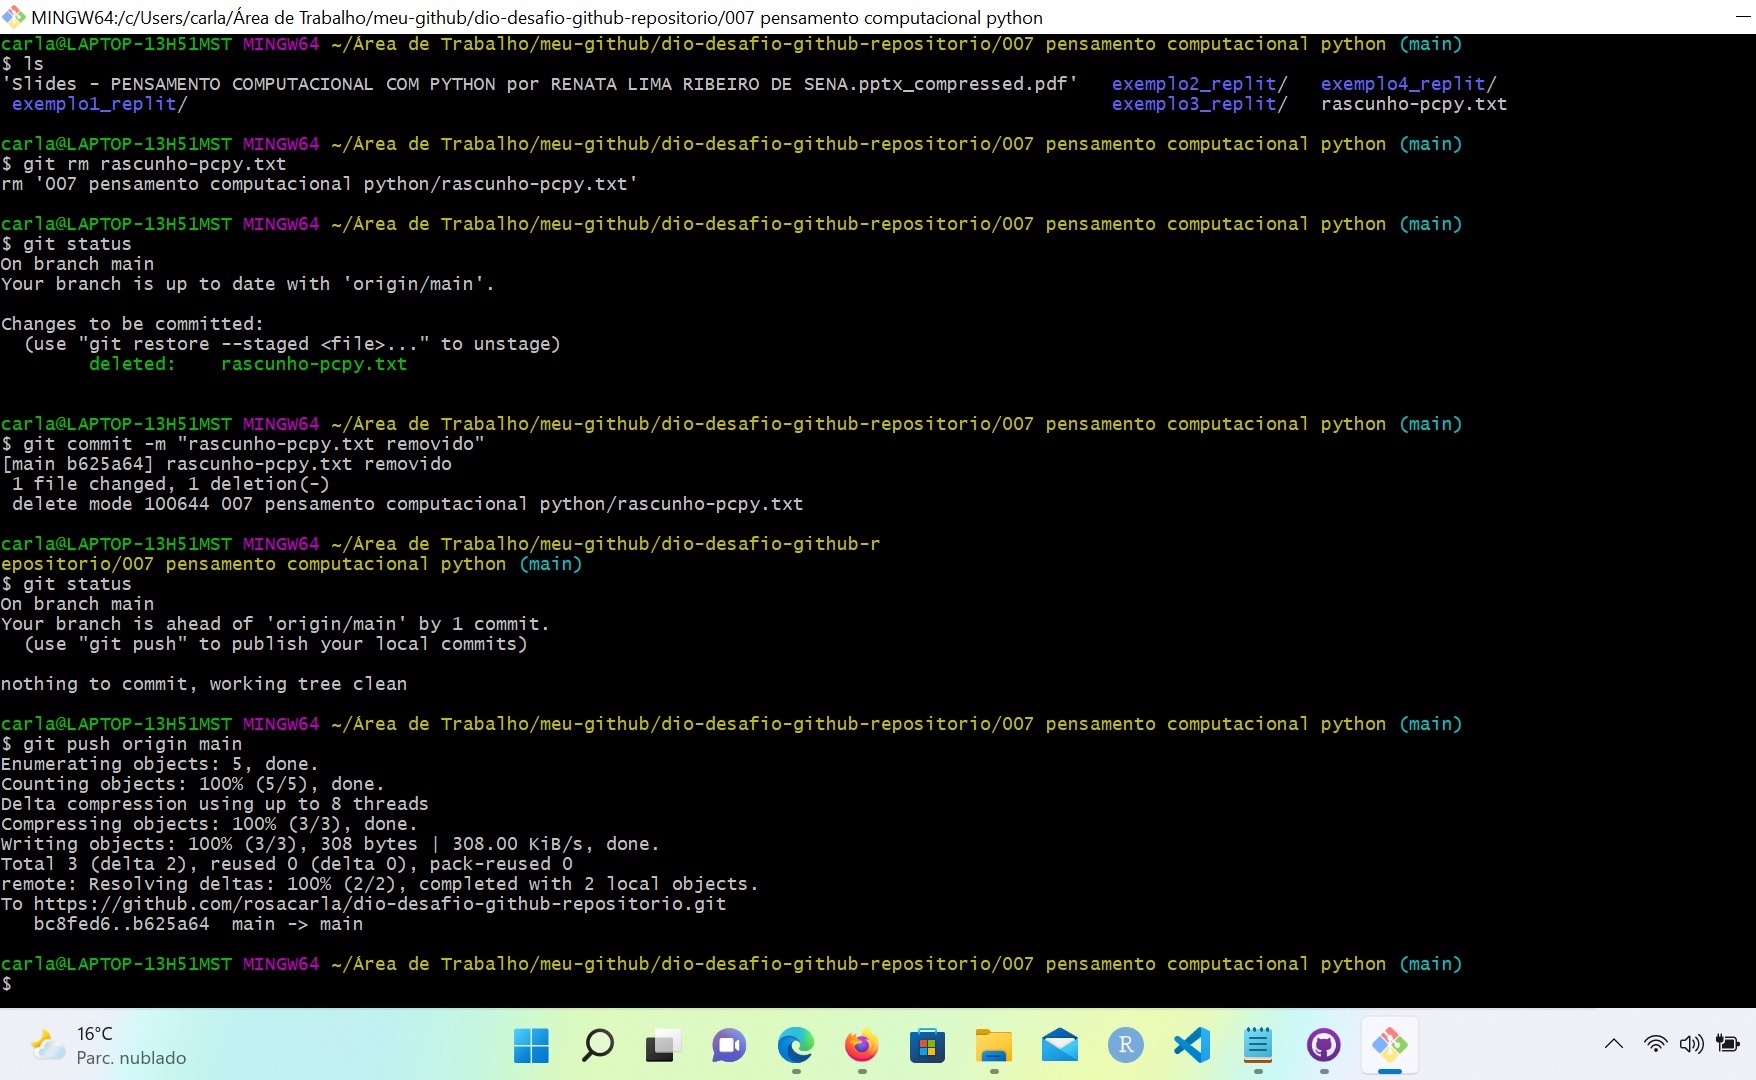 MINGW64:/c/Users/carla/Área de Trabalho/meu-github/dio-desafio-github-repositorio/007 pensamento computacional python
carla@LAPTOP-13H51MST MINGW64 ~/Área de Trabalho/meu-github/dio-desafio-github-repositorio/007 pensamento computacional python (main)
$ ls
'Slides - PENSAMENTO COMPUTACIONAL COM PYTHON por RENATA LIMA RIBEIRO DE SENA.pptx_compressed.pdf' exemplo2_replit/ exemplo4_replit/
exemplo1_replit/ exemplo3_replit/ rascunho-pcpy.txt
carla@LAPTOP-13H51MST MINGW64 ~/Área de Trabalho/meu-github/dio-desafio-github-repositorio/007 pensamento computacional python (main)
$ git rm rascunho-pcpy.txt
rm '007 pensamento computacional python/rascunho-pcpy.txt'
carla@LAPTOP-13H51MST MINGW64 ~/Área de Trabalho/meu-github/dio-desafio-github-repositorio/007 pensamento computacional python (main)
$ git status
On branch main
Your branch is up to date with 'origin/main'.
Changes to be committed:
(use "git restore --staged <file>..." to unstage)
deleted: rascunho-pcpy.txt
carla@LAPTOP-13H51MST MINGW64 ~/Área de Trabalho/meu-github/dio-desafio-github-repositorio/007 pensamento computacional python (main)
$ git commit -m "rascunho-pcpy.txt removido"
[main b625a64] rascunho-pcpy.txt removido
1 file changed, 1 deletion(-)
delete mode 100644 007 pensamento computacional python/rascunho-pcpy.txt
carla@LAPTOP-13H51MST MINGW64 ~/Área de Trabalho/meu-github/dio-desafio-github-r
epositorio/007 pensamento computacional python (main)
$ git status
On branch main
Your branch is ahead of 'origin/main' by 1 commit.
(use "git push" to publish your local commits)
nothing to commit, working tree clean
carla@LAPTOP-13H51MST MINGW64 ~/Área de Trabalho/meu-github/dio-desafio-github-repositorio/007 pensamento computacional python (main)
$ git push origin main
Enumerating objects: 5, done.
Counting objects: 100% (5/5), done.
Delta compression using up to 8 threads
Compressing objects: 100% (3/3), done.
Writing objects: 100% (3/3), 308 bytes | 308.00 KiB/s, done.
Total 3 (delta 2), reused 0 (delta 0), pack-reused 0
remote: Resolving deltas: 100% (2/2), completed with 2 local objects.
To https://github.com/rosacarla/dio-desafio-github-repositorio.git
bc8fed6..b625a64 main -> main
carla@LAPTOP-13H51MST MINGW64 ~/Área de Trabalho/meu-github/dio-desafio-github-repositorio/007 pensamento computacional python (main)
$
16°C
Parc. nublado
R